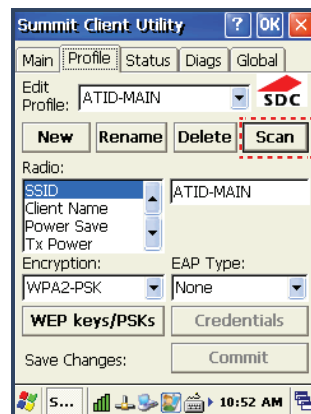 Summit Client Utility ? OK ×
Main Profile Status Diags Global
Edit Profile: ATID-MAIN SDC
New Rename Delete Scan
Radio:
SSID ATID-MAIN
Client Name
Power Save
Tx Power
Encryption: EAP Type:
WPA2-PSK None
WEP keys/PSKs Credentials
Save Changes: Commit
S... 10:52 AM